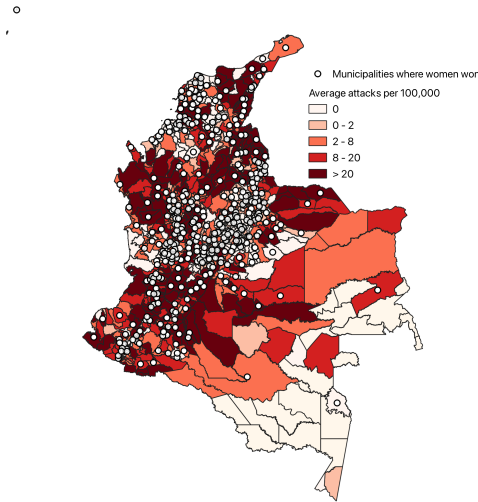 Municipalities where women wor
Average attacks per 100,000
0
0 - 2
2 - 8
8 - 20
> 20